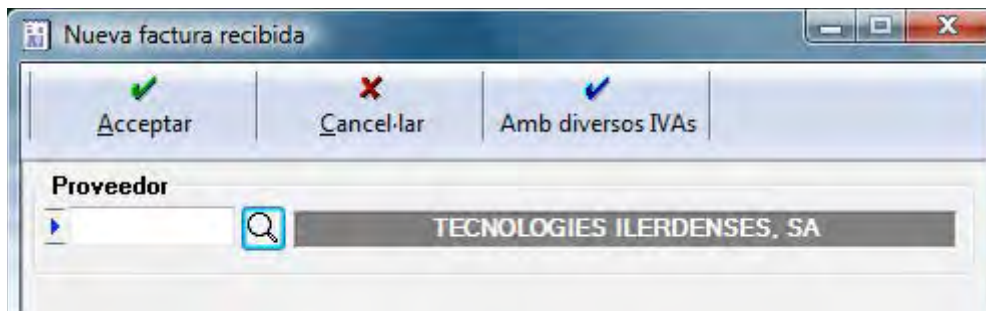 Nueva factura recibida
Acceptar Cancel·lar Amb diversos IVAs
Proveedor
TECNOLOGIES ILERDENSES, SA